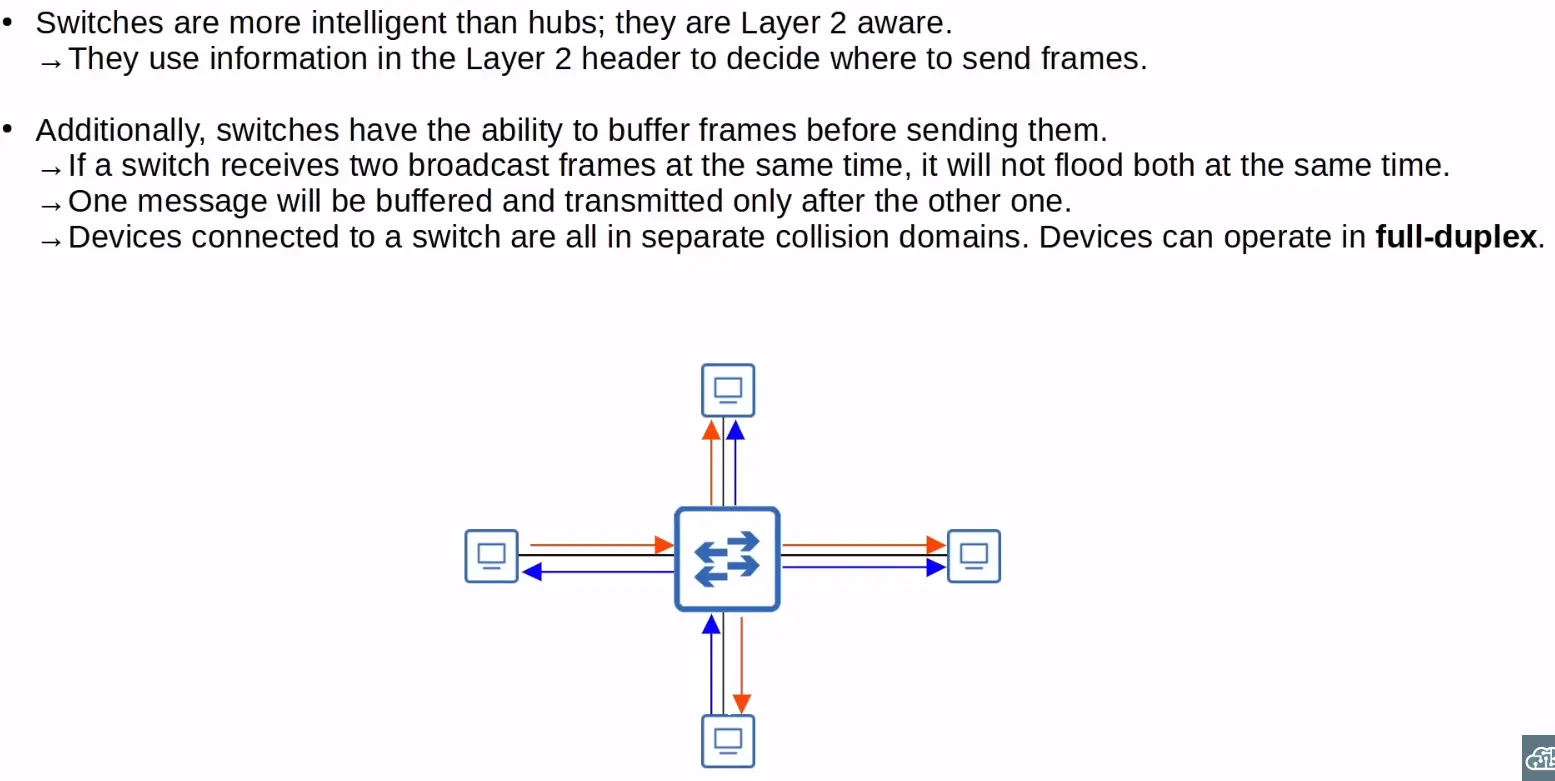 • Switches are more intelligent than hubs; they are Layer 2 aware.
→ They use information in the Layer 2 header to decide where to send frames.
• Additionally, switches have the ability to buffer frames before sending them.
→ If a switch receives two broadcast frames at the same time, it will not flood both at the same time.
→ One message will be buffered and transmitted only after the other one.
→ Devices connected to a switch are all in separate collision domains. Devices can operate in full-duplex.